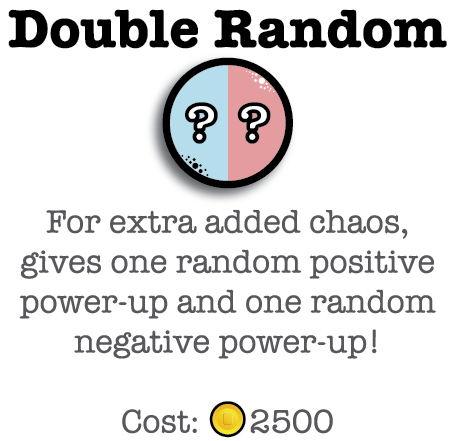 Double Random
? ?
For extra added chaos,
gives one random positive
power-up and one random
negative power-up!
Cost: 2500